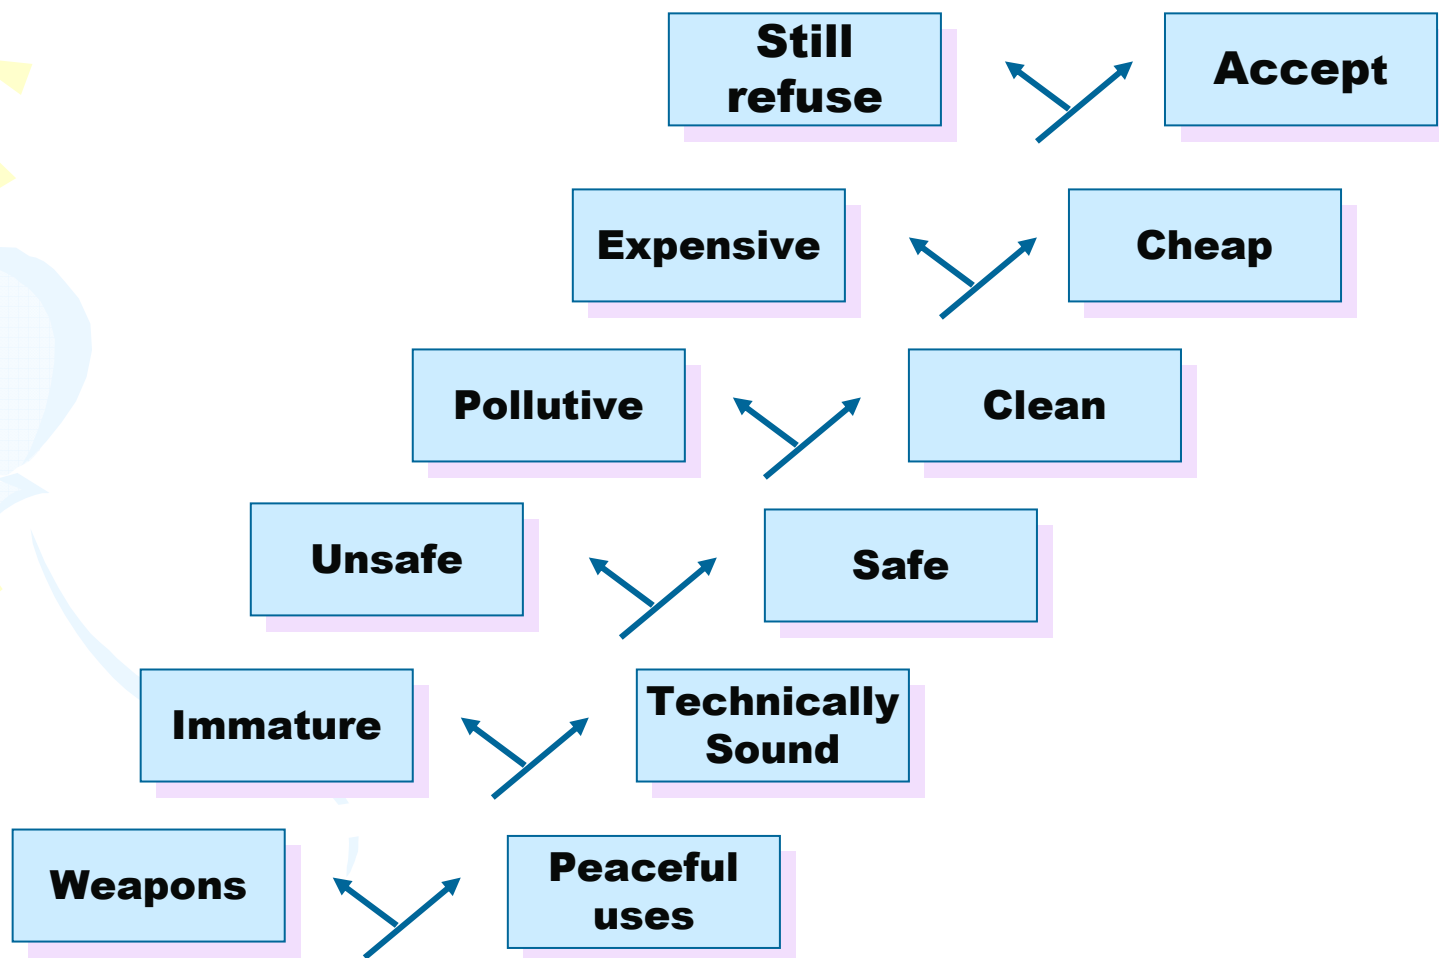 Still
refuse
Accept
Expensive
Cheap
Pollutive
Clean
Unsafe
Safe
Immature
Technically
Sound
Weapons
Peaceful
uses